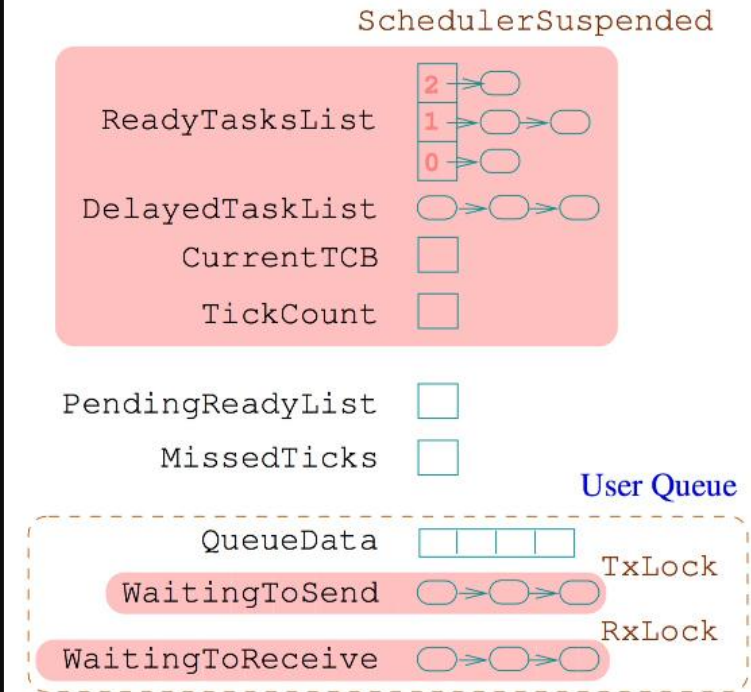 SchedulerSuspended
2
ReadyTasksList 1
0
DelayedTaskList
CurrentTCB
TickCount
PendingReadyList
MissedTicks
User Queue
QueueData
TxLock
WaitingToSend
RxLock
WaitingToReceive